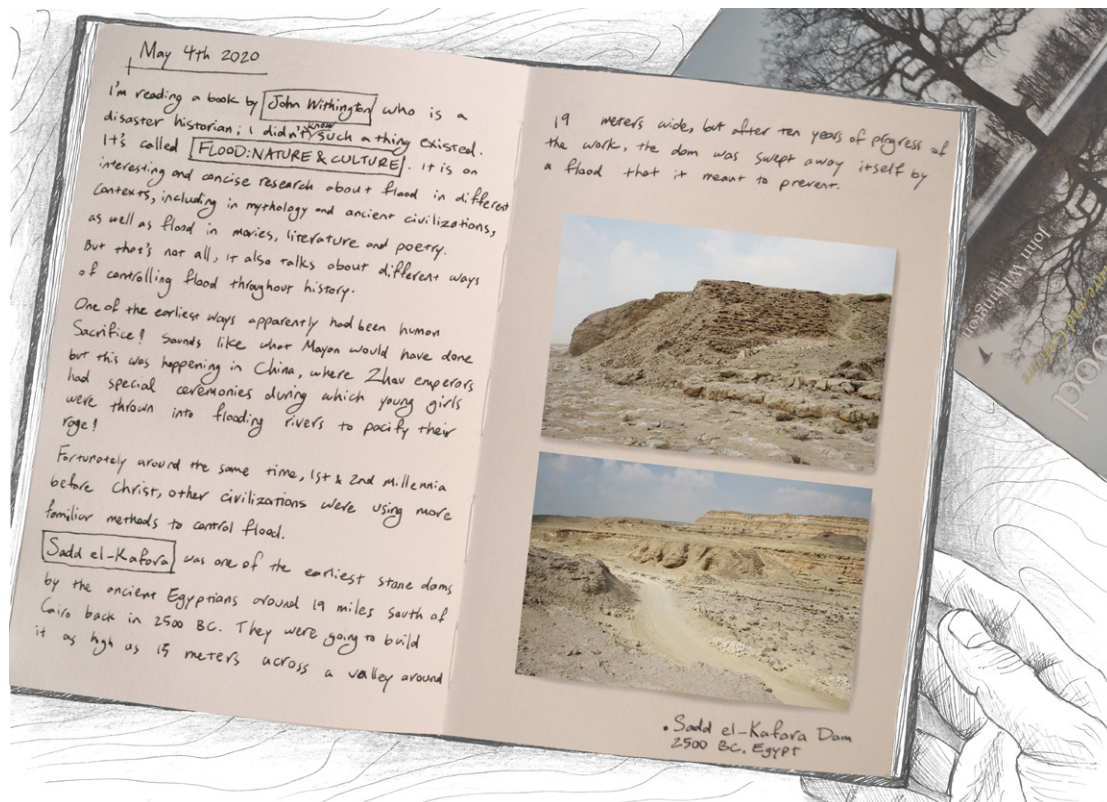 May 4th 2020
I'm reading a book by John Withington who is a
disaster historian; I didn't know such a thing existed.
It's called FLOOD: NATURE & CULTURE. It is an
interesting and concise research about flood in different
contexts, including in mythology and ancient civilizations,
as well as flood in movies, literature and poetry.
But that's not all, it also talks about different ways
of controlling flood throughout history.
One of the earliest ways apparently had been human
Sacrifice! Sounds like what Mayan would have done
but this was happening in China, where Zhou emperors
had special ceremonies during which young girls
were thrown into flooding rivers to pacify their
rage!
Fortunately around the same time, 1st & 2nd millennia
before Christ, other civilizations were using more
familiar methods to control flood.
Sadd el-Kafara was one of the earliest stone dams
by the ancient Egyptians around 19 miles south of
Cairo back in 2500 BC. They were going to build
it as high as 15 meters across a valley around
19 meters wide, but after ten years of progress of
the work, the dam was swept away itself by
a flood that it meant to prevent.
• Sadd el-Kafara Dam
2500 BC, Egypt
John Withington